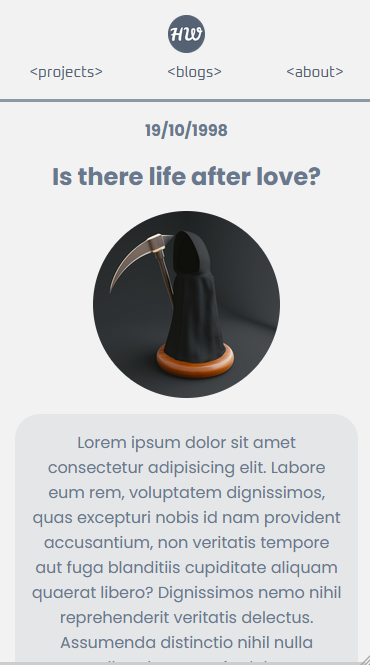 HW
<projects> <blogs> <about>
19/10/1998
Is there life after love?
Lorem ipsum dolor sit amet
consectetur adipisicing elit. Labore
eum rem, voluptatem dignissimos,
quas excepturi nobis id nam provident
accusantium, non veritatis tempore
aut fuga blanditiis cupiditate aliquam
quaerat libero? Dignissimos nemo nihil
reprehenderit veritatis delectus.
Assumenda distinctio nihil nulla